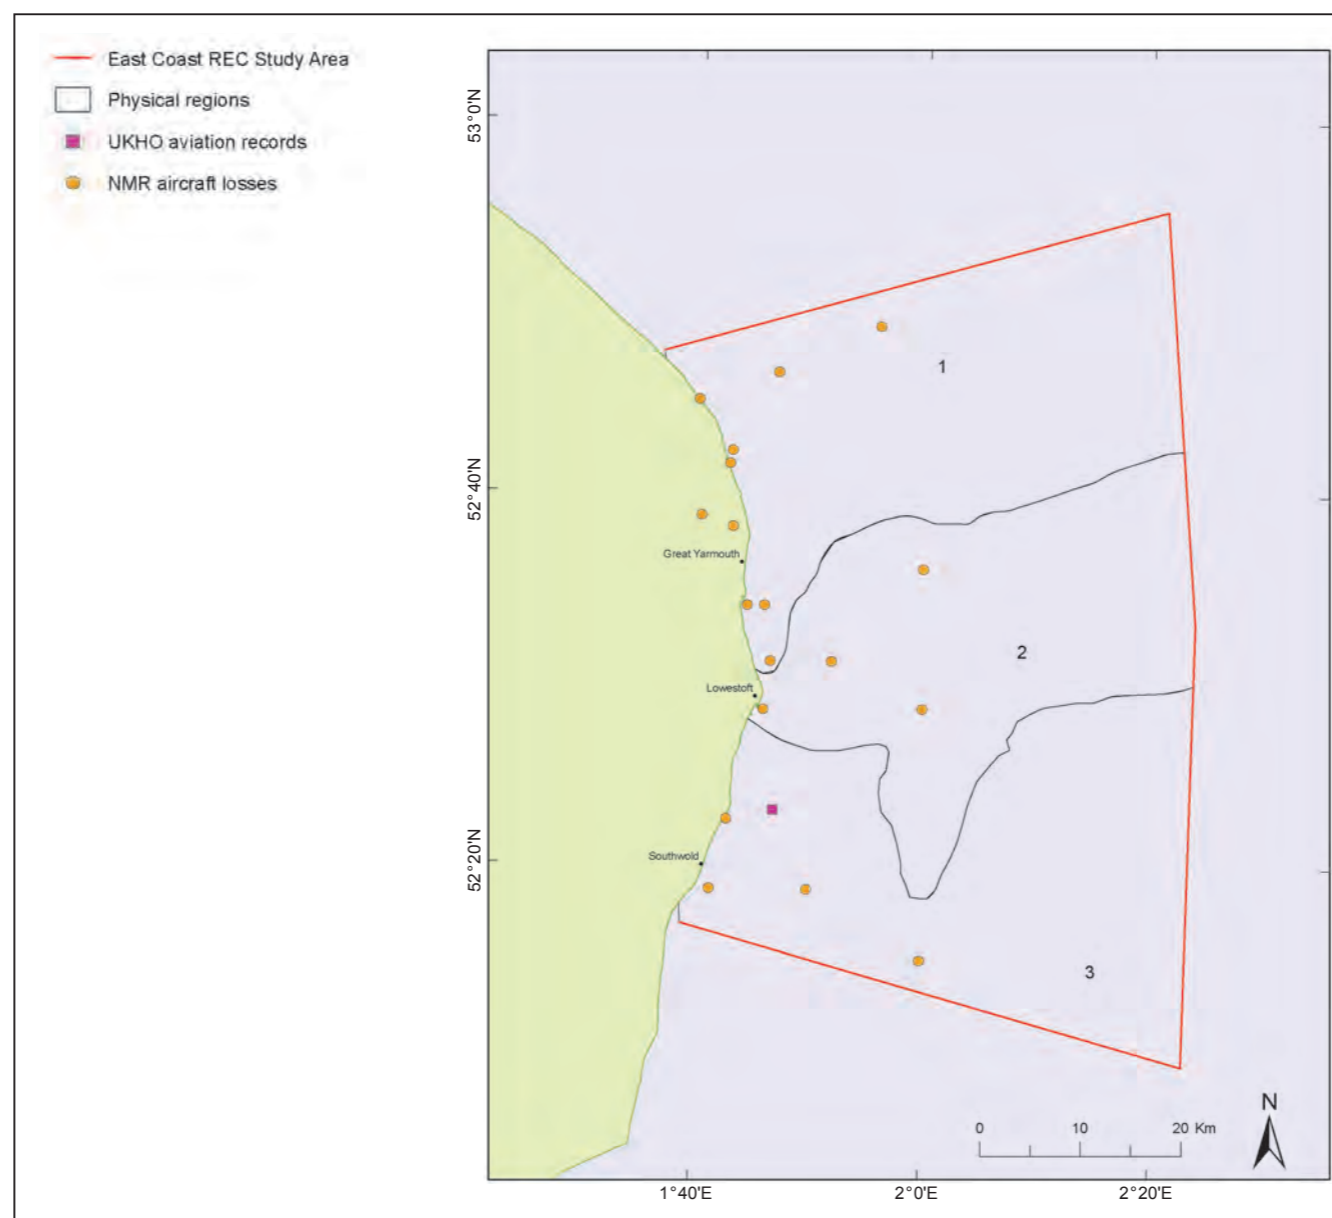 East Coast REC Study Area
Physical regions
UKHO aviation records
NMR aircraft losses
53°0'N
52°40'N
52°20'N
1
2
3
Great Yarmouth
Lowestoft
Southwold
N
0 10 20 Km
1°40'E 2°0'E 2°20'E